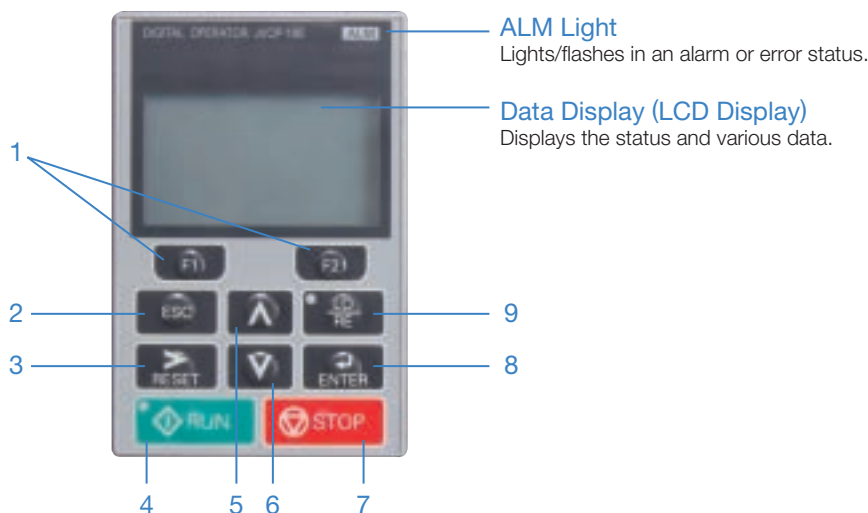 DIGITAL OPERATOR JVOP-180 ALM
ALM Light
Lights/flashes in an alarm or error status.
Data Display (LCD Display)
Displays the status and various data.
1
F1
F2
2
ESC
9
3
RESET
ENTER
8
RUN
STOP
4
5
6
7